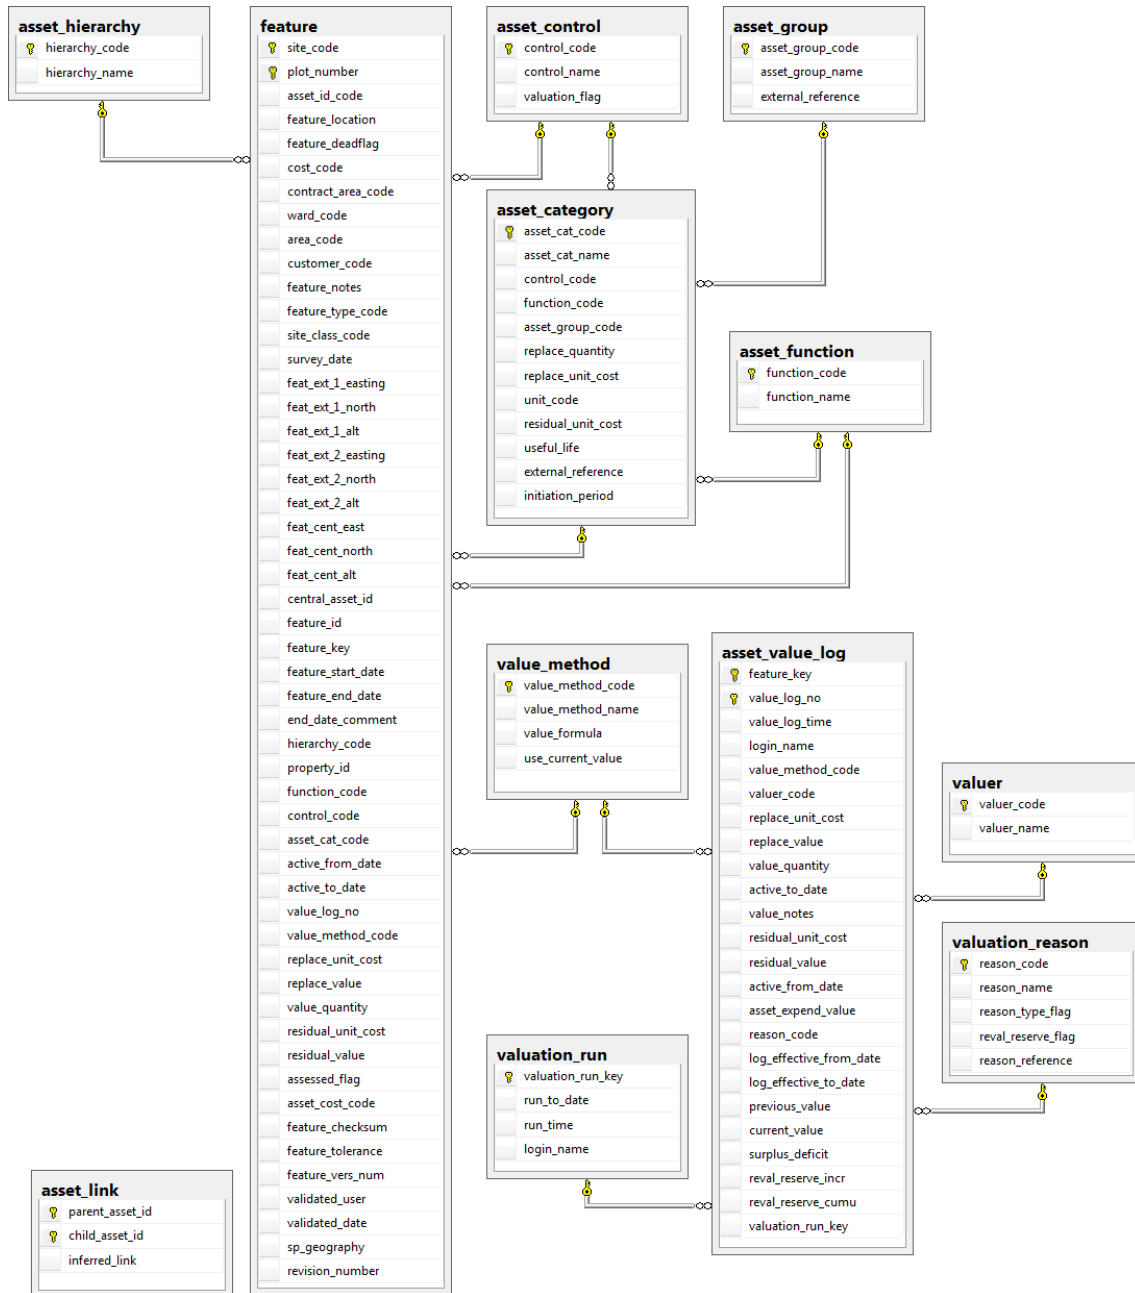 asset_hierarchy
hierarchy_code
hierarchy_name
feature
site_code
plot_number
asset_id_code
feature_location
feature_deadflag
cost_code
contract_area_code
ward_code
area_code
customer_code
feature_notes
feature_type_code
site_class_code
survey_date
feat_ext_1_easting
feat_ext_1_north
feat_ext_1_alt
feat_ext_2_easting
feat_ext_2_north
feat_ext_2_alt
feat_cent_east
feat_cent_north
feat_cent_alt
central_asset_id
feature_id
feature_key
feature_start_date
feature_end_date
end_date_comment
hierarchy_code
property_id
function_code
control_code
asset_cat_code
active_from_date
active_to_date
value_log_no
value_method_code
replace_unit_cost
replace_value
value_quantity
residual_unit_cost
residual_value
assessed_flag
asset_cost_code
feature_checksum
feature_tolerance
feature_vers_num
validated_user
validated_date
sp_geography
revision_number
asset_control
control_code
control_name
valuation_flag
asset_group
asset_group_code
asset_group_name
external_reference
asset_category
asset_cat_code
asset_cat_name
control_code
function_code
asset_group_code
replace_quantity
replace_unit_cost
unit_code
residual_unit_cost
useful_life
external_reference
initiation_period
asset_function
function_code
function_name
value_method
value_method_code
value_method_name
value_formula
use_current_value
asset_value_log
feature_key
value_log_no
value_log_time
login_name
value_method_code
valuer_code
replace_unit_cost
replace_value
value_quantity
active_to_date
value_notes
residual_unit_cost
residual_value
active_from_date
asset_expend_value
reason_code
log_effective_from_date
log_effective_to_date
previous_value
current_value
surplus_deficit
reval_reserve_incr
reval_reserve_cumu
valuation_run_key
valuer
valuer_code
valuer_name
valuation_reason
reason_code
reason_name
reason_type_flag
reval_reserve_flag
reason_reference
valuation_run
valuation_run_key
run_to_date
run_time
login_name
asset_link
parent_asset_id
child_asset_id
inferred_link